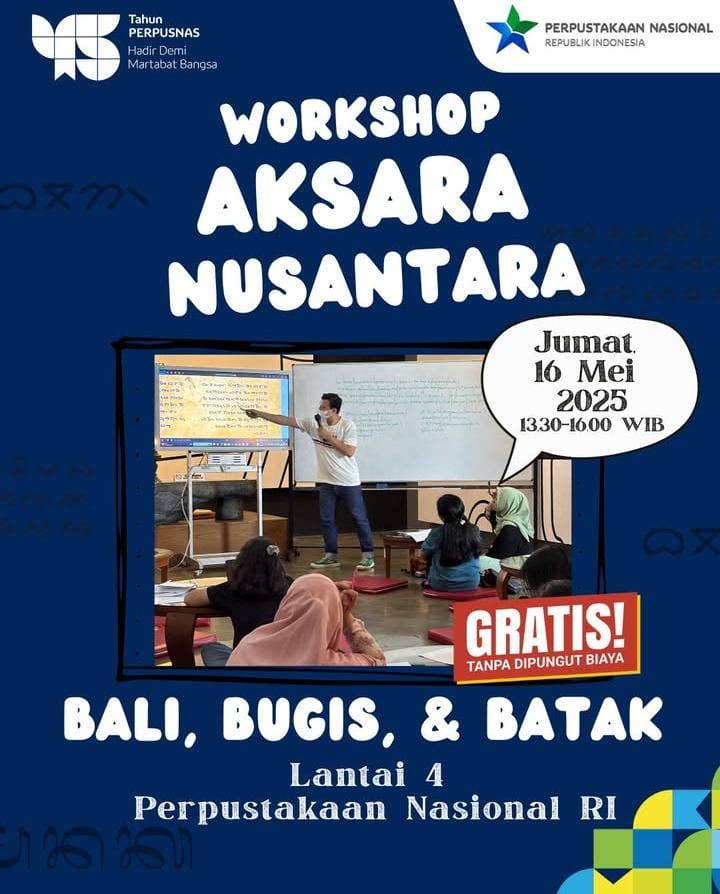 45
Tahun
PERPUSNAS
Hadir Demi
Martabat Bangsa
PERPUSTAKAAN NASIONAL
REPUBLIK INDONESIA
WORKSHOP
AKSARA
NUSANTARA
Jumat,
16 Mei
2025
13.30-16.00 WIB
GRATIS!
TANPA DIPUNGUT BIAYA
BALI, BUGIS, & BATAK
Lantai 4
Perpustakaan Nasional RI